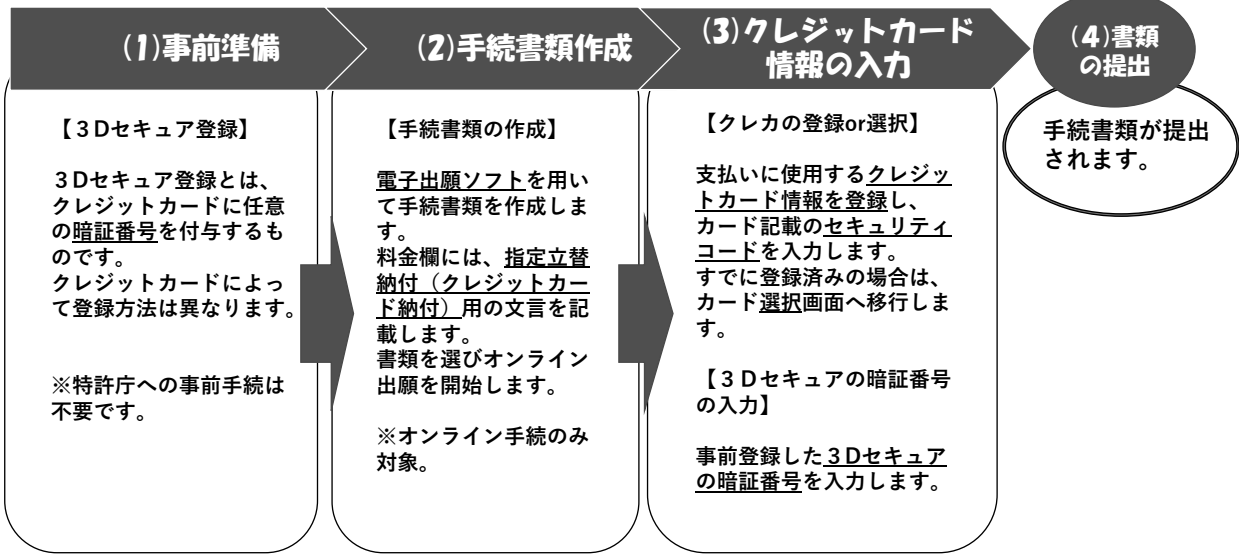 (1)事前準備
【３Dセキュア登録】
３Dセキュア登録とは、
クレジットカードに任意
の暗証番号を付与するも
のです。
クレジットカードによっ
て登録方法は異なります。
※特許庁への事前手続は
不要です。
(2)手続書類作成
【手続書類の作成】
電子出願ソフトを用い
て手続書類を作成しま
す。
料金欄には、指定立替
納付（クレジットカー
ド納付）用の文言を記
載します。
書類を選びオンライン
出願を開始します。
※オンライン手続のみ
対象。
(3)クレジットカード
情報の入力
【クレカの登録or選択】
支払いに使用するクレジッ
トカード情報を登録し、
カード記載のセキュリティ
コードを入力します。
すでに登録済みの場合は、
カード選択画面へ移行しま
す。
【３Ｄセキュアの暗証番号
の入力】
事前登録した３Dセキュア
の暗証番号を入力します。
(4)書類
の提出
手続書類が提出
されます。